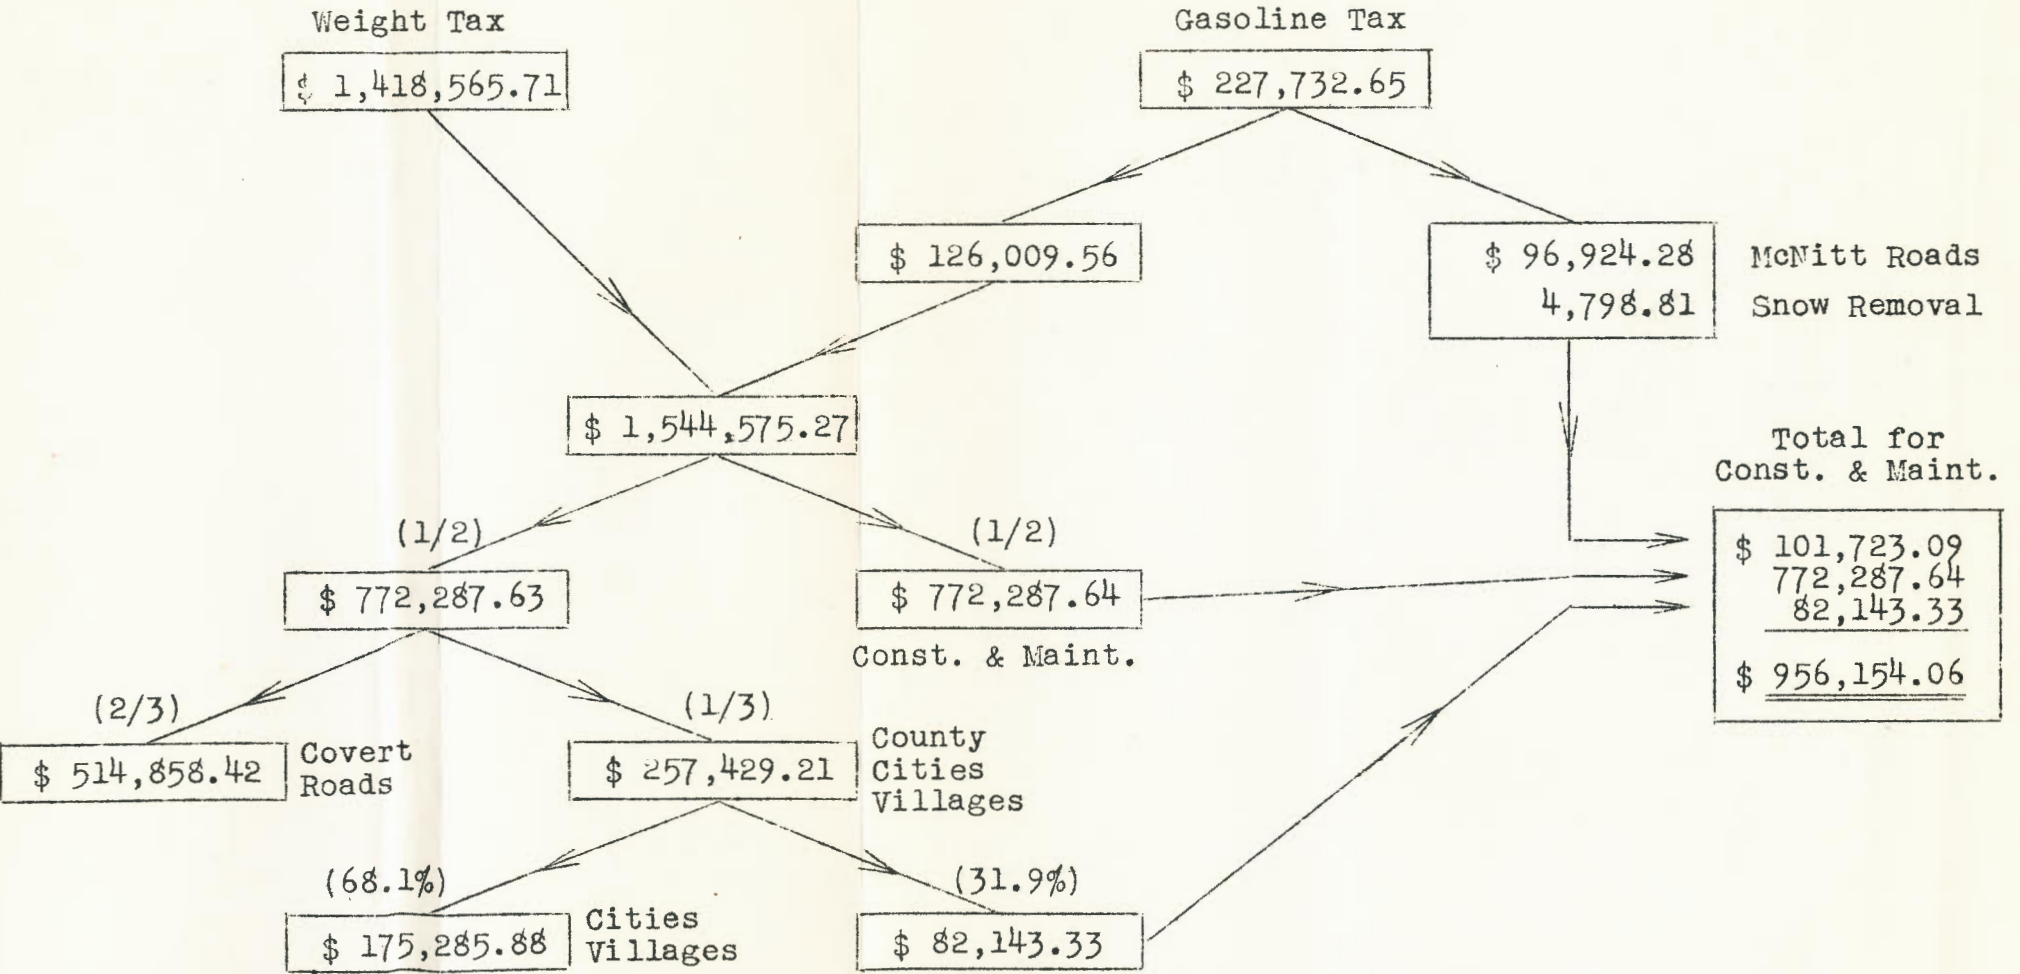 Weight Tax
Gasoline Tax
$ 1,418,565.71
$ 227,732.65
$ 126,009.56
$ 96,924.28 McNitt Roads
4,798.81 Snow Removal
$ 1,544,575.27
Total for
Const. & Maint.
(1/2)
(1/2)
$ 101,723.09
772,287.64
82,143.33
$ 956,154.06
$ 772,287.63
$ 772,287.64
Const. & Maint.
(2/3)
(1/3)
$ 514,858.42
Covert
Roads
$ 257,429.21
County
Cities
Villages
(68.1%)
(31.9%)
$ 175,285.88
Cities
Villages
$ 82,143.33